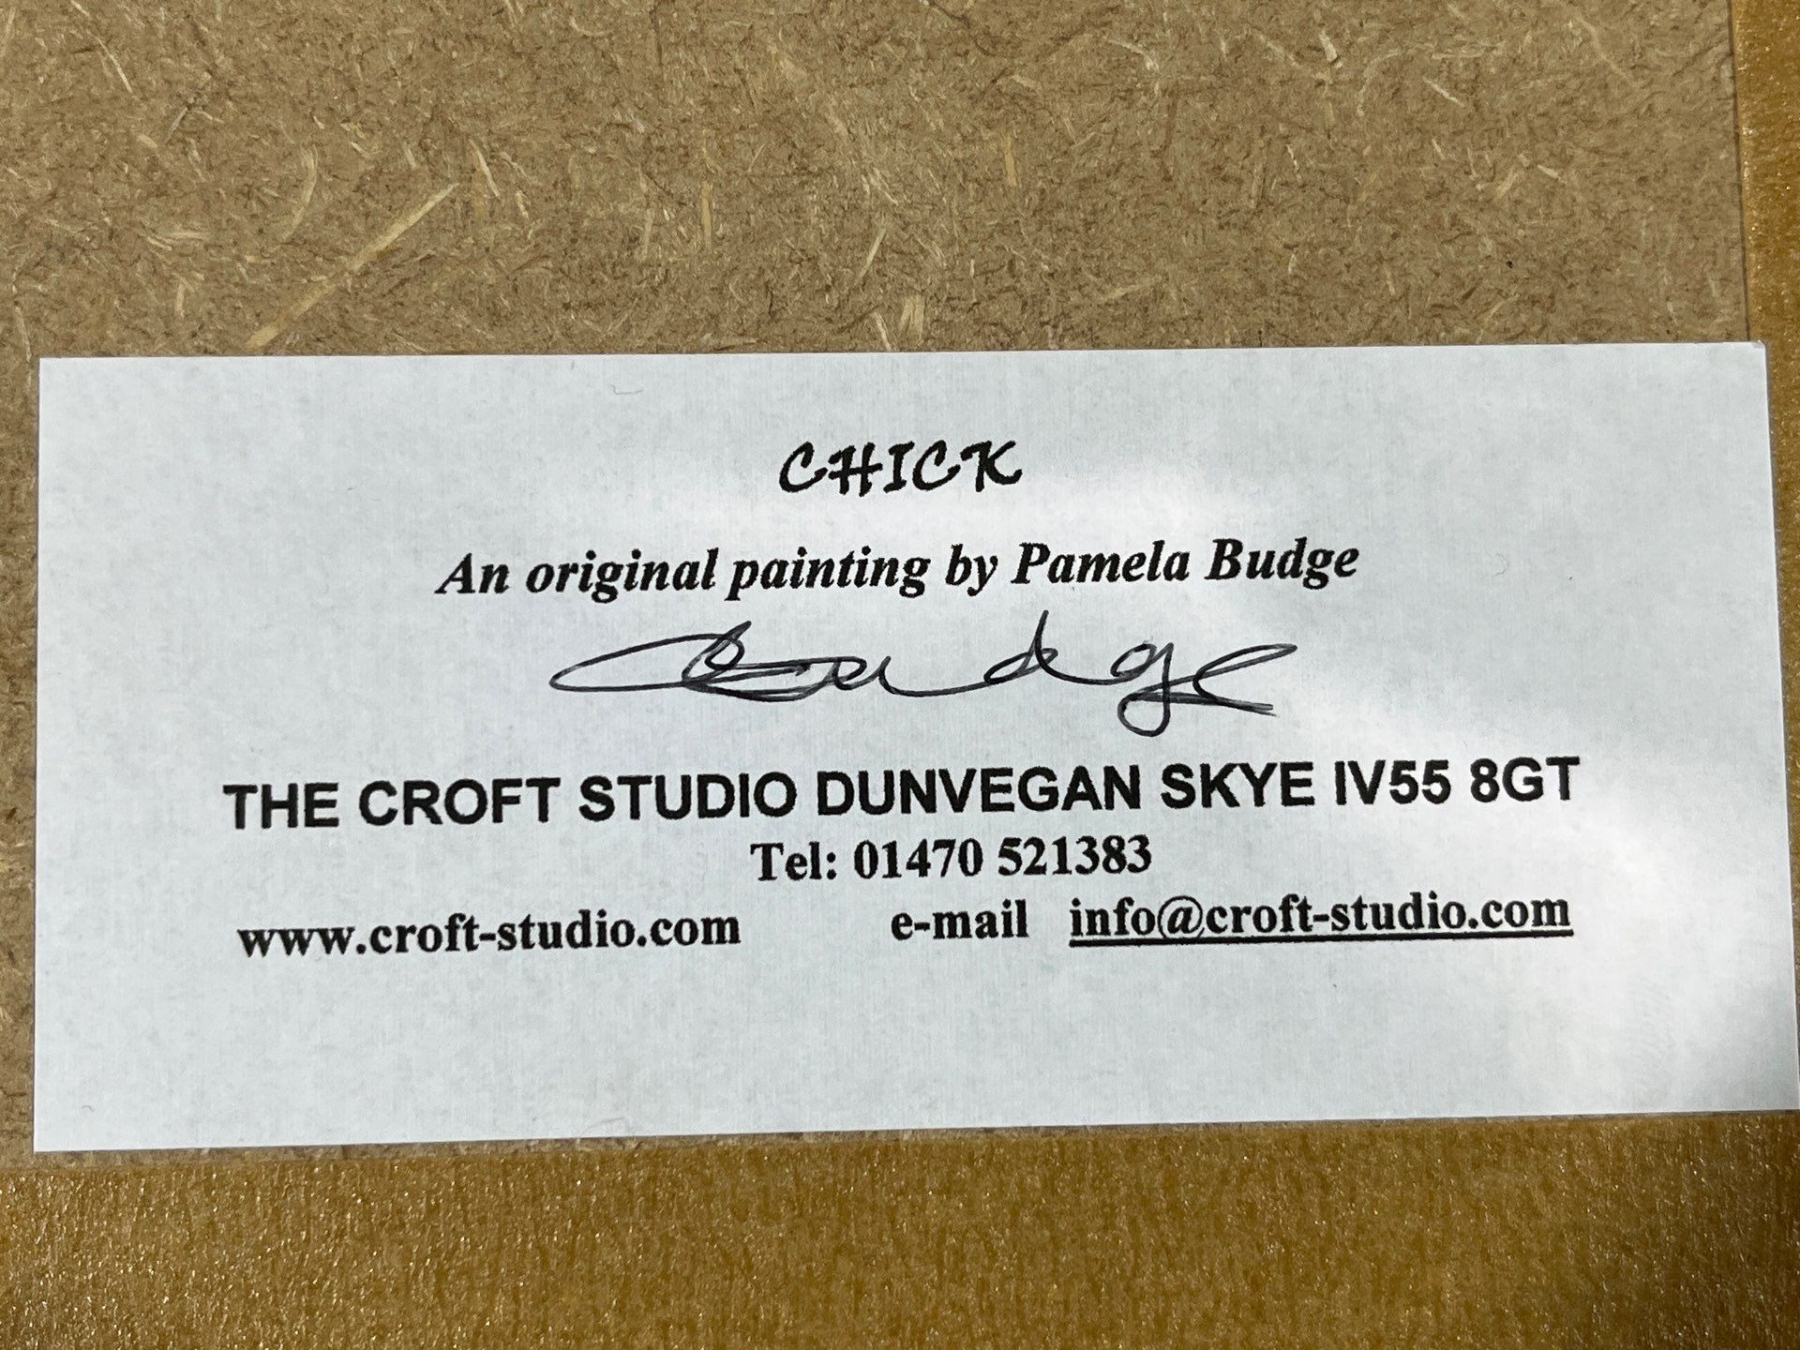 CHICK
An original painting by Pamela Budge
Budge
THE CROFT STUDIO DUNVEGAN SKYE IV55 8GT
Tel: 01470 521383
www.croft-studio.com e-mail info@croft-studio.com